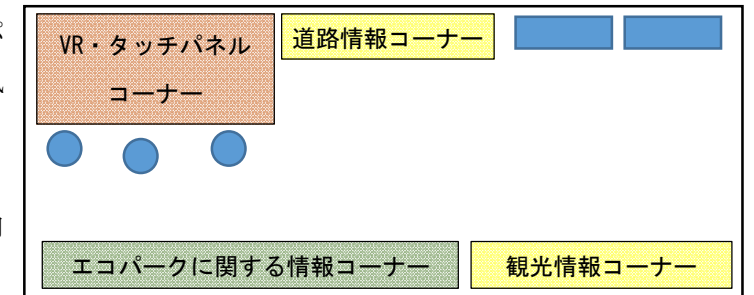 VR・タッチパネル
コーナー
道路情報コーナー
エコパークに関する情報コーナー
観光情報コーナー